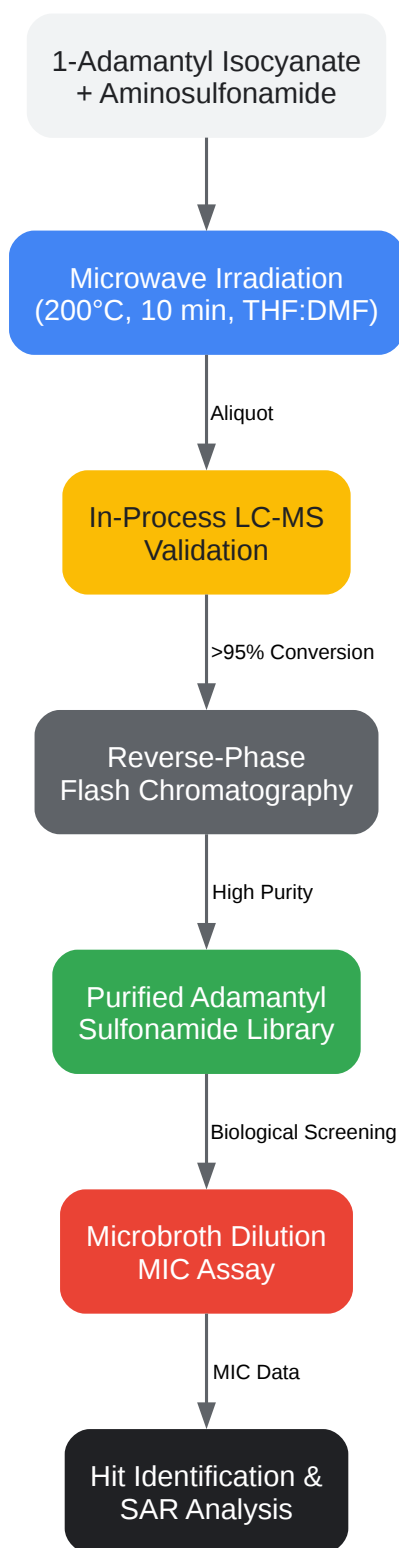 1-Adamantyl Isocyanate
+ Aminosulfonamide
Microwave Irradiation
(200°C, 10 min, THF:DMF)
Aliquot
In-Process LC-MS
Validation
>95% Conversion
Reverse-Phase
Flash Chromatography
High Purity
Purified Adamantyl
Sulfonamide Library
Biological Screening
Microbroth Dilution
MIC Assay
MIC Data
Hit Identification &
SAR Analysis